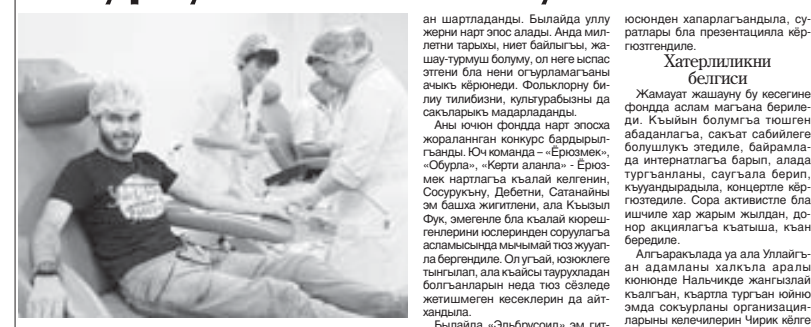 ан шартладанды. Былайда уллу
жерни нарт эпос алады. Анда мил-
летни тарыхы, ниет байлыгъы, жа-
шау-турмуш болуму, ол неге ыспас
этгени бла нени огъурламагъаны
ачыкъ кёрюнеди. Фольклорну би-
лиу тилибизни, культурабызны да
сакъларыкъ мадарладанды.
Аны ючюн фондда нарт эпосха
жораланнган конкурс бардырыл-
гъанды. Юч команда – «Ёрюзмек»,
«Обурла», «Керти аланла» - Ёрюз-
мек нартлагъа къалай келгенин,
Сосурукъну, Дебетни, Сатанайны
эм башха жигитлени, ала Къызыл
Фук, эмегенле бла къалай кюреш-
генлерини юслеринден соруулагъа
асламысында мычымай тюз жууап-
ла бергендиле. Ол угъай, юзюклеге
тынгылап, ала къайсы таурухладан
болгъанларын неда тюз сёзледе
жетишмеген кесеклерин да айт-
хандыла.
Былайда «Эльбрусоид» эм гит-
юсюнден хапарлагъандыла, су-
ратлары бла презентацияла кёр-
гюзтгендиле.
Хатерлиликни
белгиси
Жамауат жашауну бу кесегине
фондда аслам магъана бериле-
ди. Къыйын болумгъа тюшген
абаданлагъа, сакъат сабийлеге
болушлукъ этедиле, байрамла-
да интернатлагъа барып, алада
тургъанланы, саугъала берип,
къууандырадыла, концертле кёр-
гюзтедиле. Сора активистле бла
ишчиле хар жарым жылдан, до-
нор акциялагъа къатыша, къан
бередиле.
Алгъаракълада уа ала Уллайгъ-
ан адамланы халкъла аралы
кюнюнде Нальчикде жангызлай
къалгъан, къартла тургъан юйню
эмда сокъурланы организация-
ларыны келечилерин Чирик кёлге